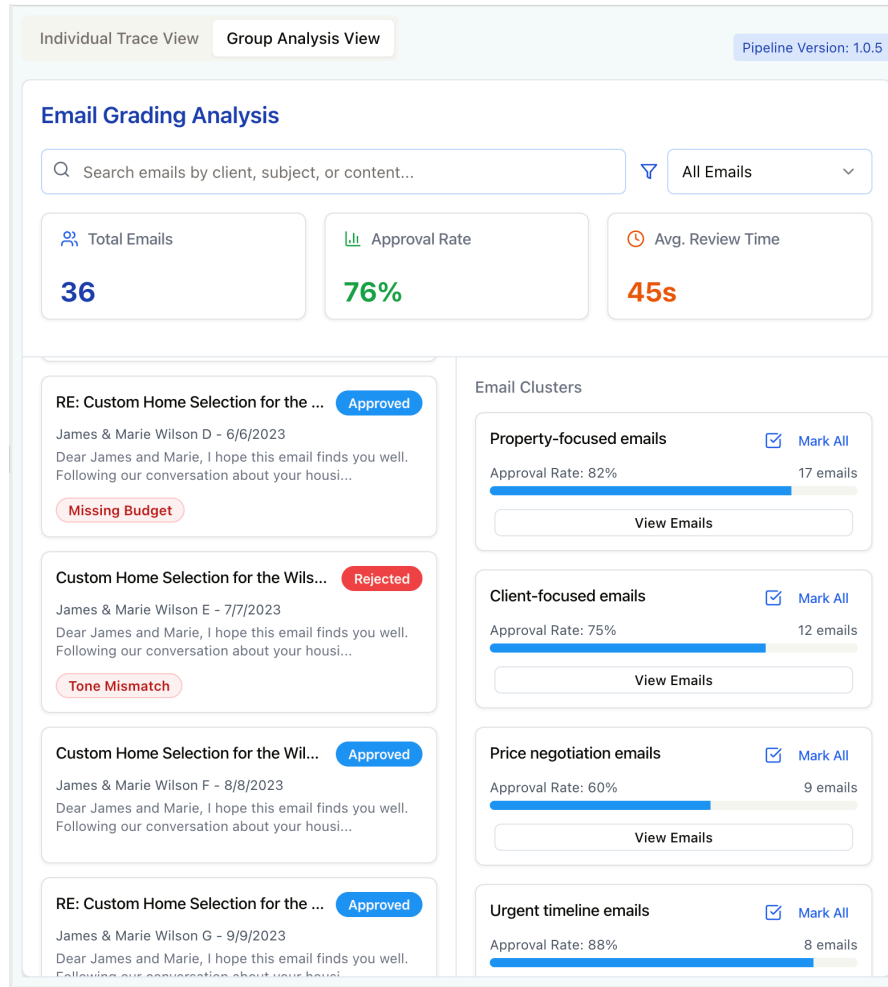 Individual Trace View
Group Analysis View
Pipeline Version: 1.0.5
Email Grading Analysis
Search emails by client, subject, or content...
All Emails
Total Emails
36
Approval Rate
76%
Avg. Review Time
45s
RE: Custom Home Selection for the ...
Approved
James & Marie Wilson D - 6/6/2023
Dear James and Marie, I hope this email finds you well.
Following our conversation about your housi...
Missing Budget
Custom Home Selection for the Wils...
Rejected
James & Marie Wilson E - 7/7/2023
Dear James and Marie, I hope this email finds you well.
Following our conversation about your housi...
Tone Mismatch
Custom Home Selection for the Wil...
Approved
James & Marie Wilson F - 8/8/2023
Dear James and Marie, I hope this email finds you well.
Following our conversation about your housi...
RE: Custom Home Selection for the ...
Approved
James & Marie Wilson G - 9/9/2023
Dear James and Marie, I hope this email finds you well.
Following our conversation about your housi...
Email Clusters
Property-focused emails
Mark All
Approval Rate: 82%
17 emails
View Emails
Client-focused emails
Mark All
Approval Rate: 75%
12 emails
View Emails
Price negotiation emails
Mark All
Approval Rate: 60%
9 emails
View Emails
Urgent timeline emails
Mark All
Approval Rate: 88%
8 emails